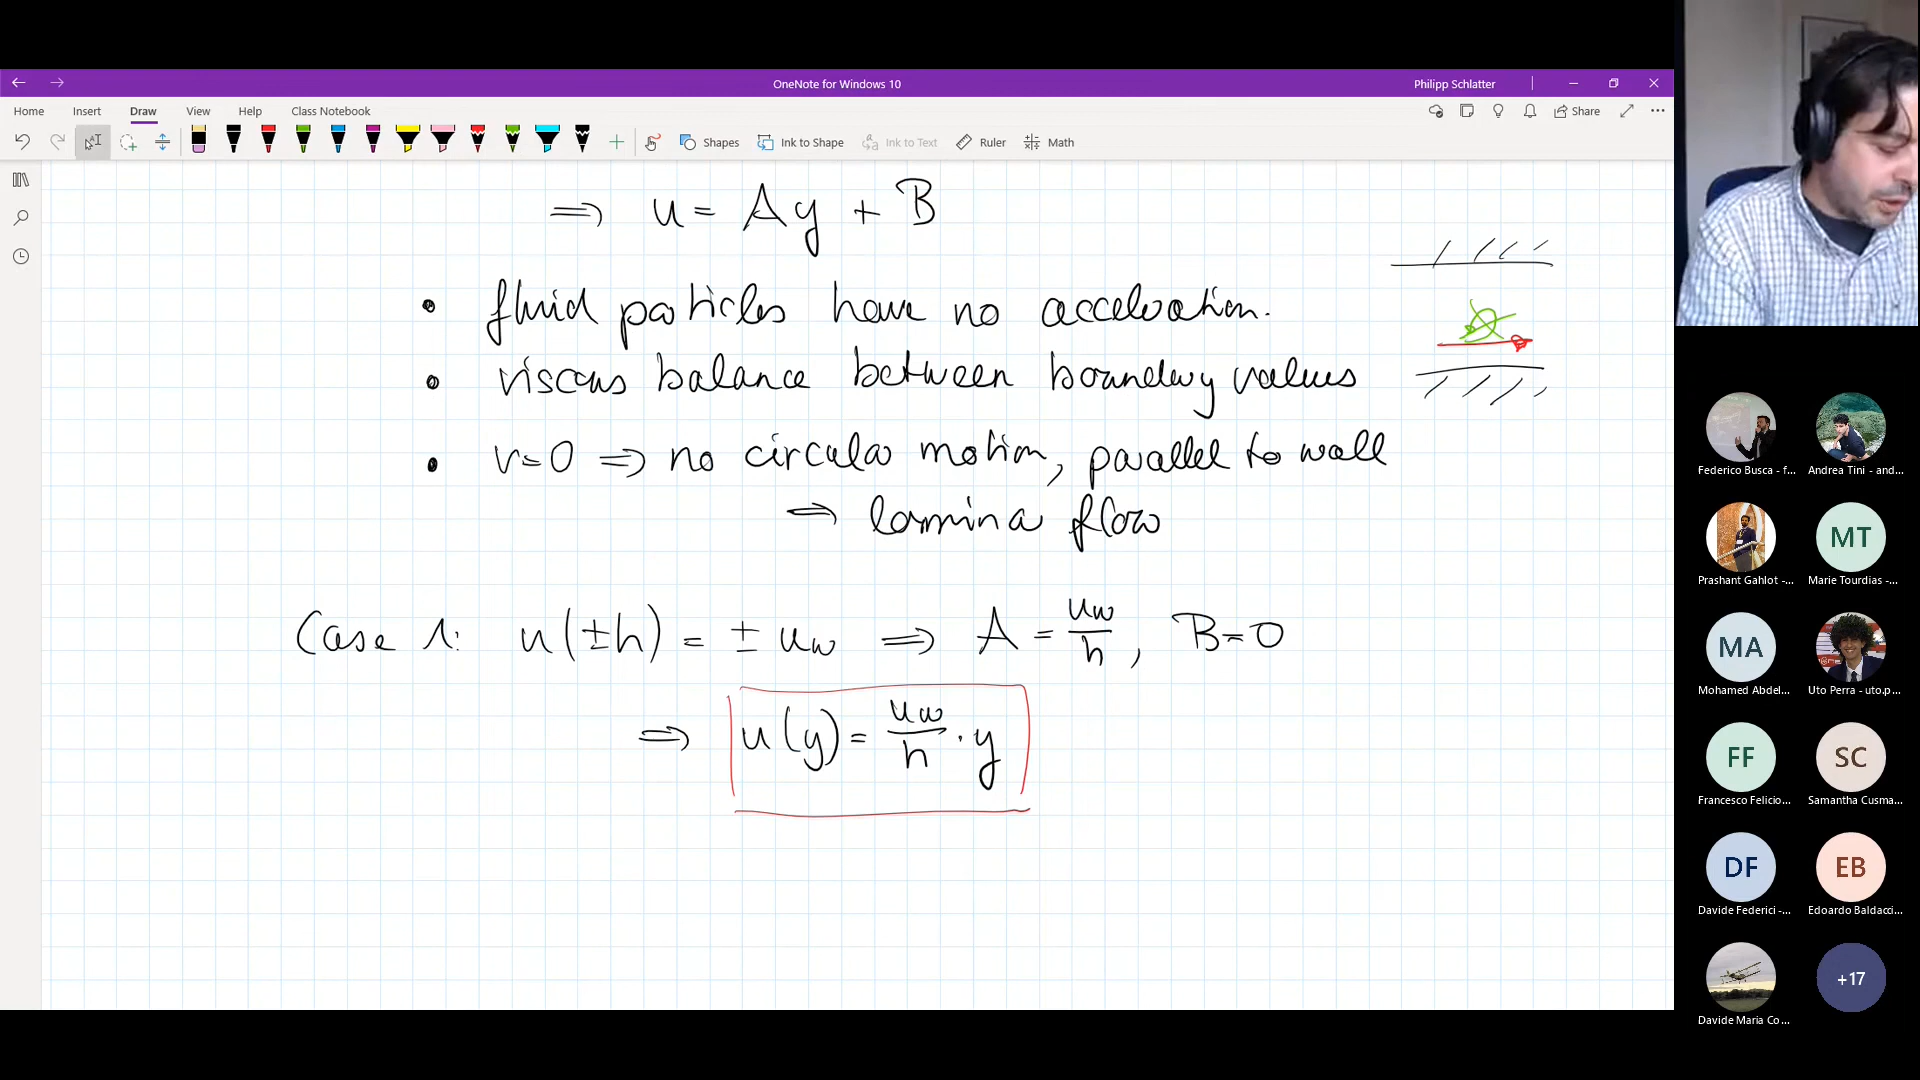 OneNote for Windows 10
Philipp Schlatter
Home Insert Draw View Help Class Notebook
Share
Shapes Ink to Shape Ink to Text Ruler Math
⇒ u = Ay + B
• fluid particles have no acceleration.
• viscous balance between boundary values
• v=0 ⇒ no circular motion, parallel to wall
⇒ laminar flow
Case 1: u(±h) = ± u_w ⇒ A = u_w/h, B=0
⇒ u(y) = u_w/h · y
Federico Busca - f... Andrea Tini - and...
MT
Prashant Gahlot -... Marie Tourdias -...
MA
Mohamed Abdel... Uto Perra - uto.p...
FF SC
Francesco Felicio... Samantha Cusma...
DF EB
Davide Federici -... Edoardo Baldacci...
+17
Davide Maria Co...